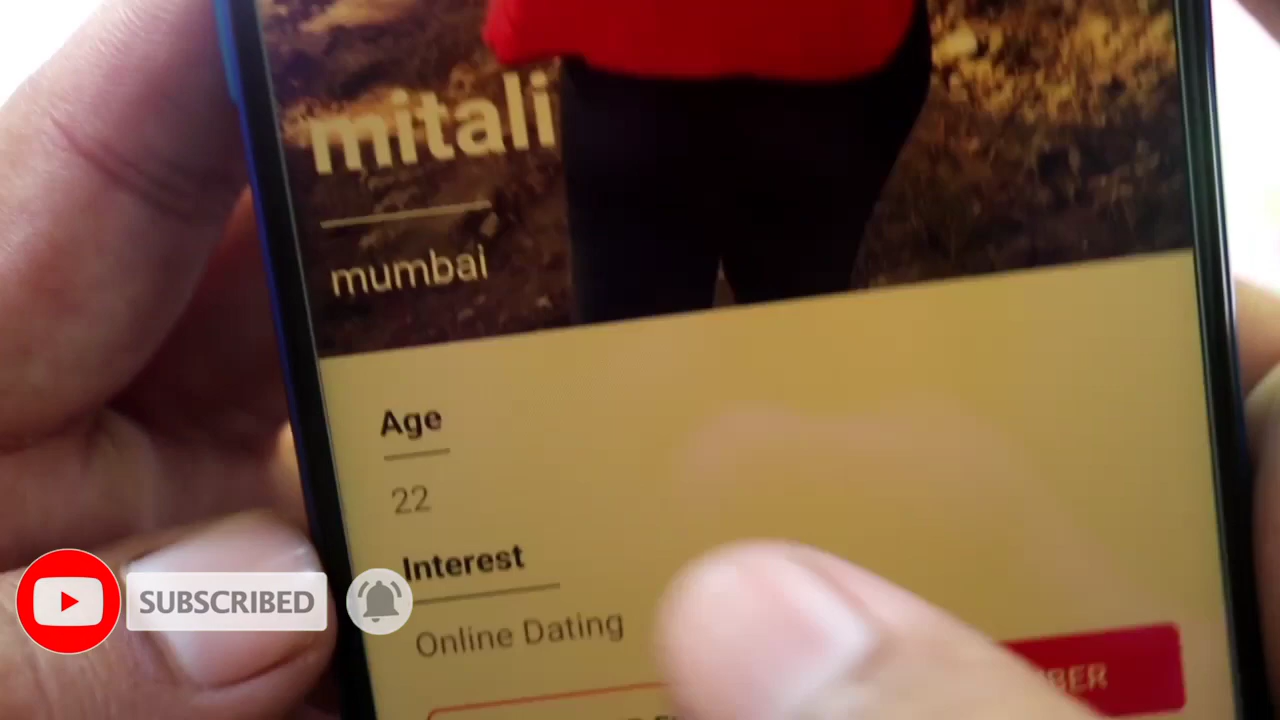 mitali
mumbai
Age
22
Interest
Online Dating
SUBSCRIBED